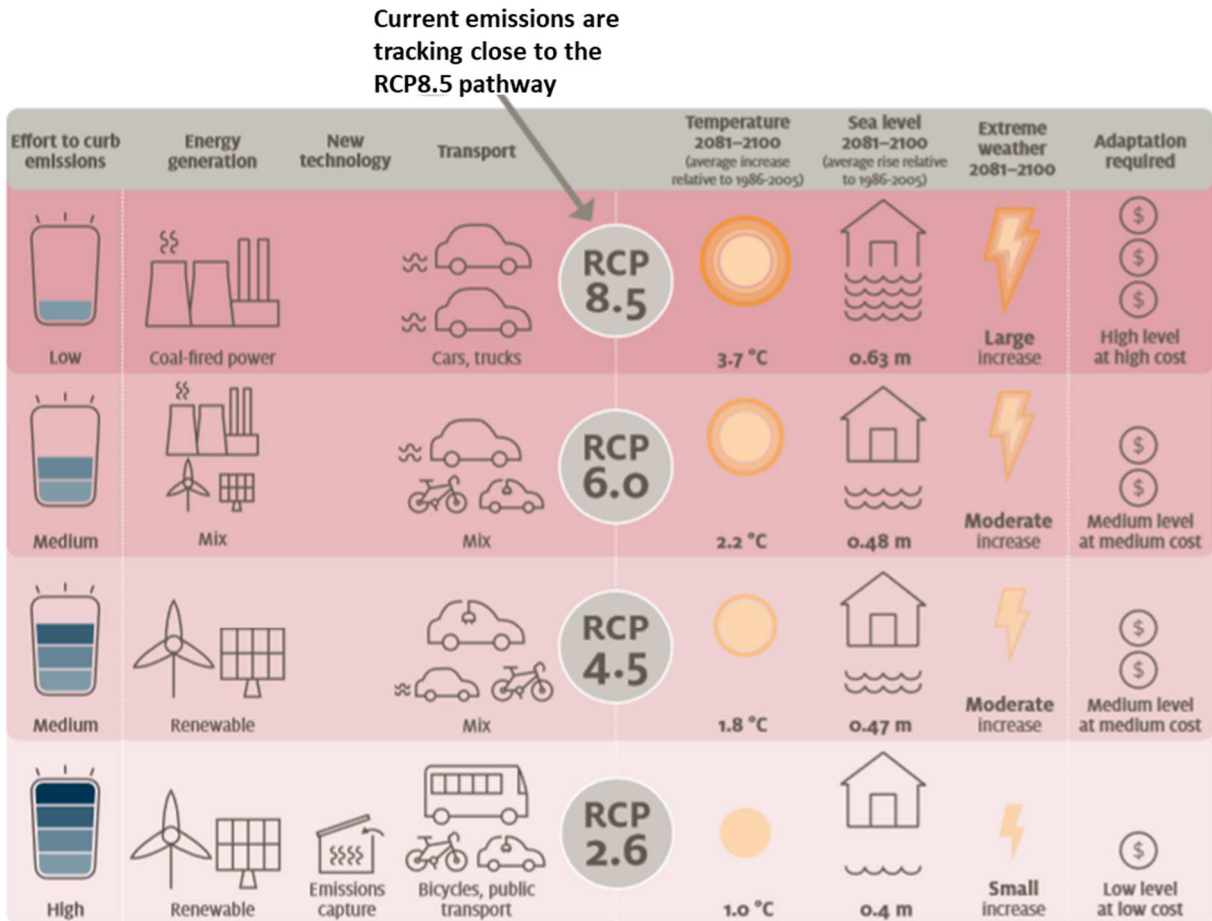 Current emissions are
tracking close to the
RCP8.5 pathway
Effort to curb
emissions
Energy
generation
New
technology
Transport
Temperature
2081–2100
(average increase
relative to 1986-2005)
Sea level
2081–2100
(average rise relative
to 1986-2005)
Extreme
weather
2081–2100
Adaptation
required
RCP
8.5
$
$
$
Low
Coal-fired power
Cars, trucks
3.7 °C
0.63 m
Large
increase
High level
at high cost
RCP
6.0
$
$
Medium
Mix
Mix
2.2 °C
0.48 m
Moderate
increase
Medium level
at medium cost
RCP
4.5
$
$
Medium
Renewable
Mix
1.8 °C
0.47 m
Moderate
increase
Medium level
at medium cost
RCP
2.6
$
High
Renewable
Emissions
capture
Bicycles, public
transport
1.0 °C
0.4 m
Small
increase
Low level
at low cost